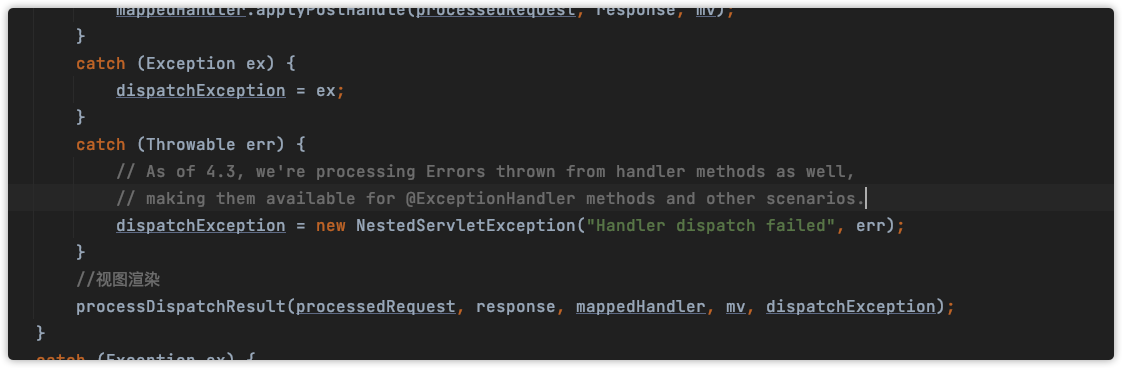 mappedHandler.applyPostHandle(processedRequest, response, mv);
}
catch (Exception ex) {
dispatchException = ex;
}
catch (Throwable err) {
// As of 4.3, we're processing Errors thrown from handler methods as well,
// making them available for @ExceptionHandler methods and other scenarios.
dispatchException = new NestedServletException("Handler dispatch failed", err);
}
//视图渲染
processDispatchResult(processedRequest, response, mappedHandler, mv, dispatchException);
}
catch (Exception ex) {